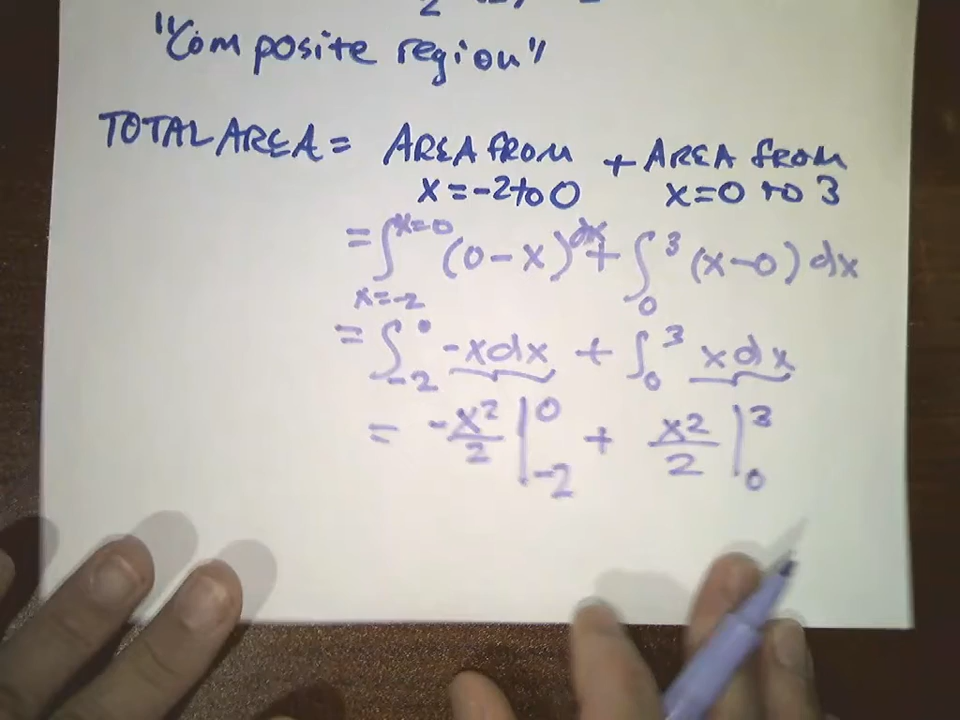 "Composite region"
TOTAL AREA = AREA FROM + AREA FROM
x=-2 to 0 x=0 to 3
= ∫_{x=-2}^{x=0} (0-x) dx + ∫_0^3 (x-0) dx
= ∫_{-2}^0 -x dx + ∫_0^3 x dx
= -x²/2 |_{-2}^0 + x²/2 |_0^3